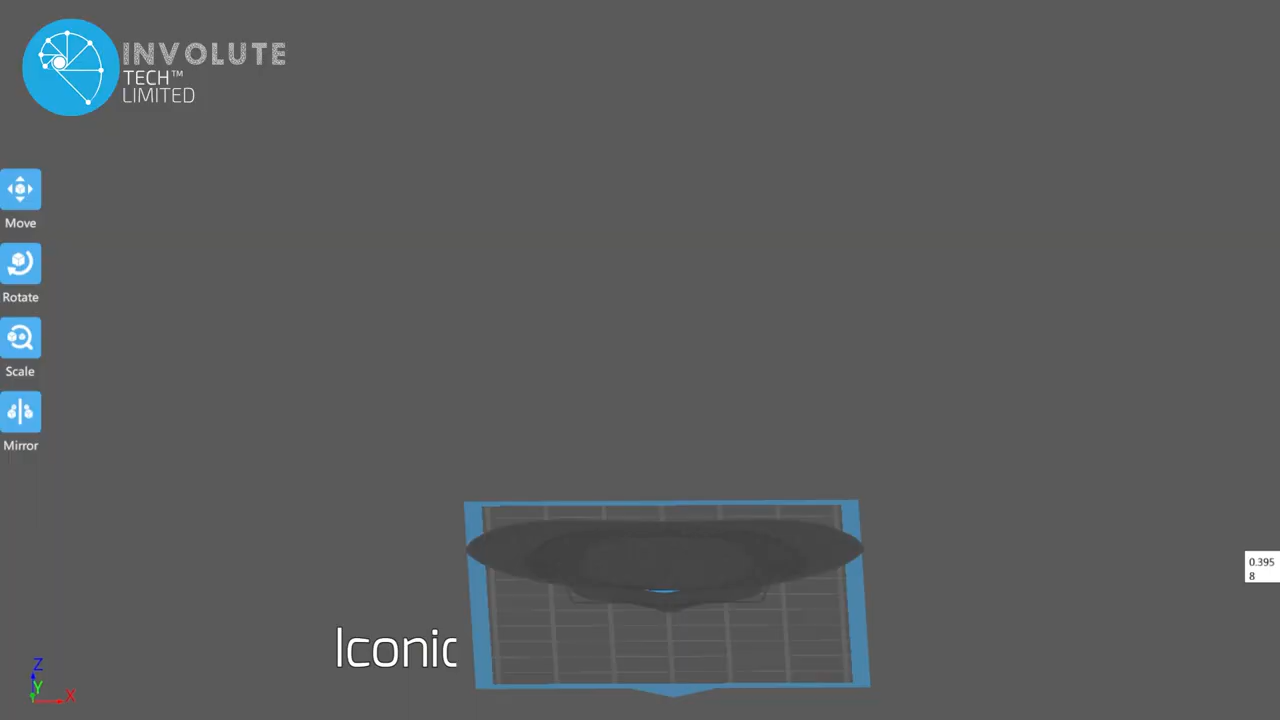 INVOLUTE
TECH™
LIMITED
Move
Rotate
Scale
Mirror
0.395
8
Iconic
Z
Y
X